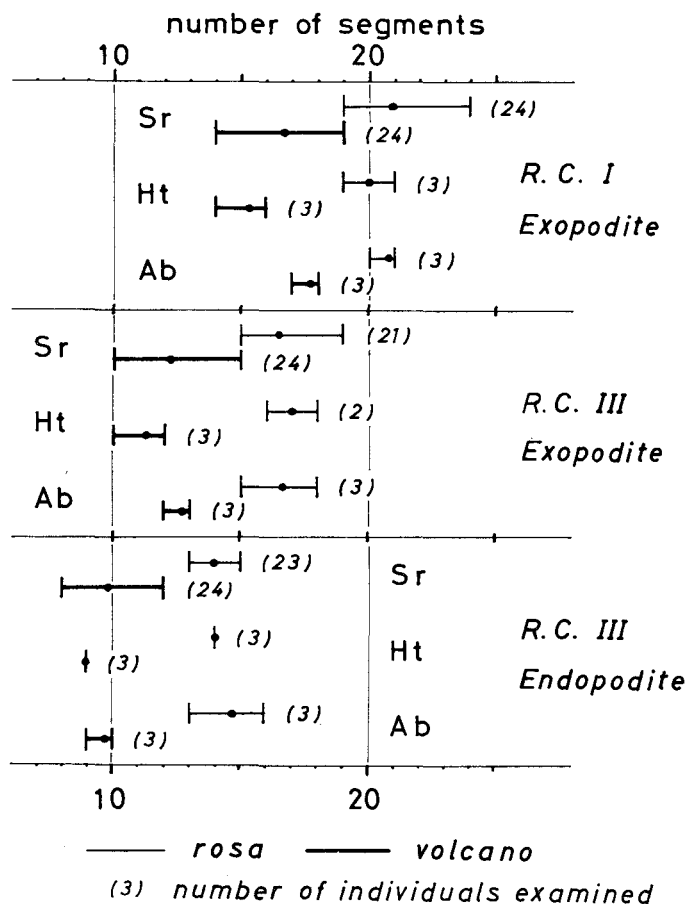 number of segments
10 20
Sr (24)
(24)
Ht (3) R. C. I
(3) Exopodite
Ab (3)
(3)
Sr (21)
(24)
Ht (2) R. C. III
(3) Exopodite
Ab (3)
(3)
(23) Sr
(24)
(3) Ht R. C. III
(3) Endopodite
(3) Ab
(3)
10 20
rosa volcano
(3) number of individuals examined